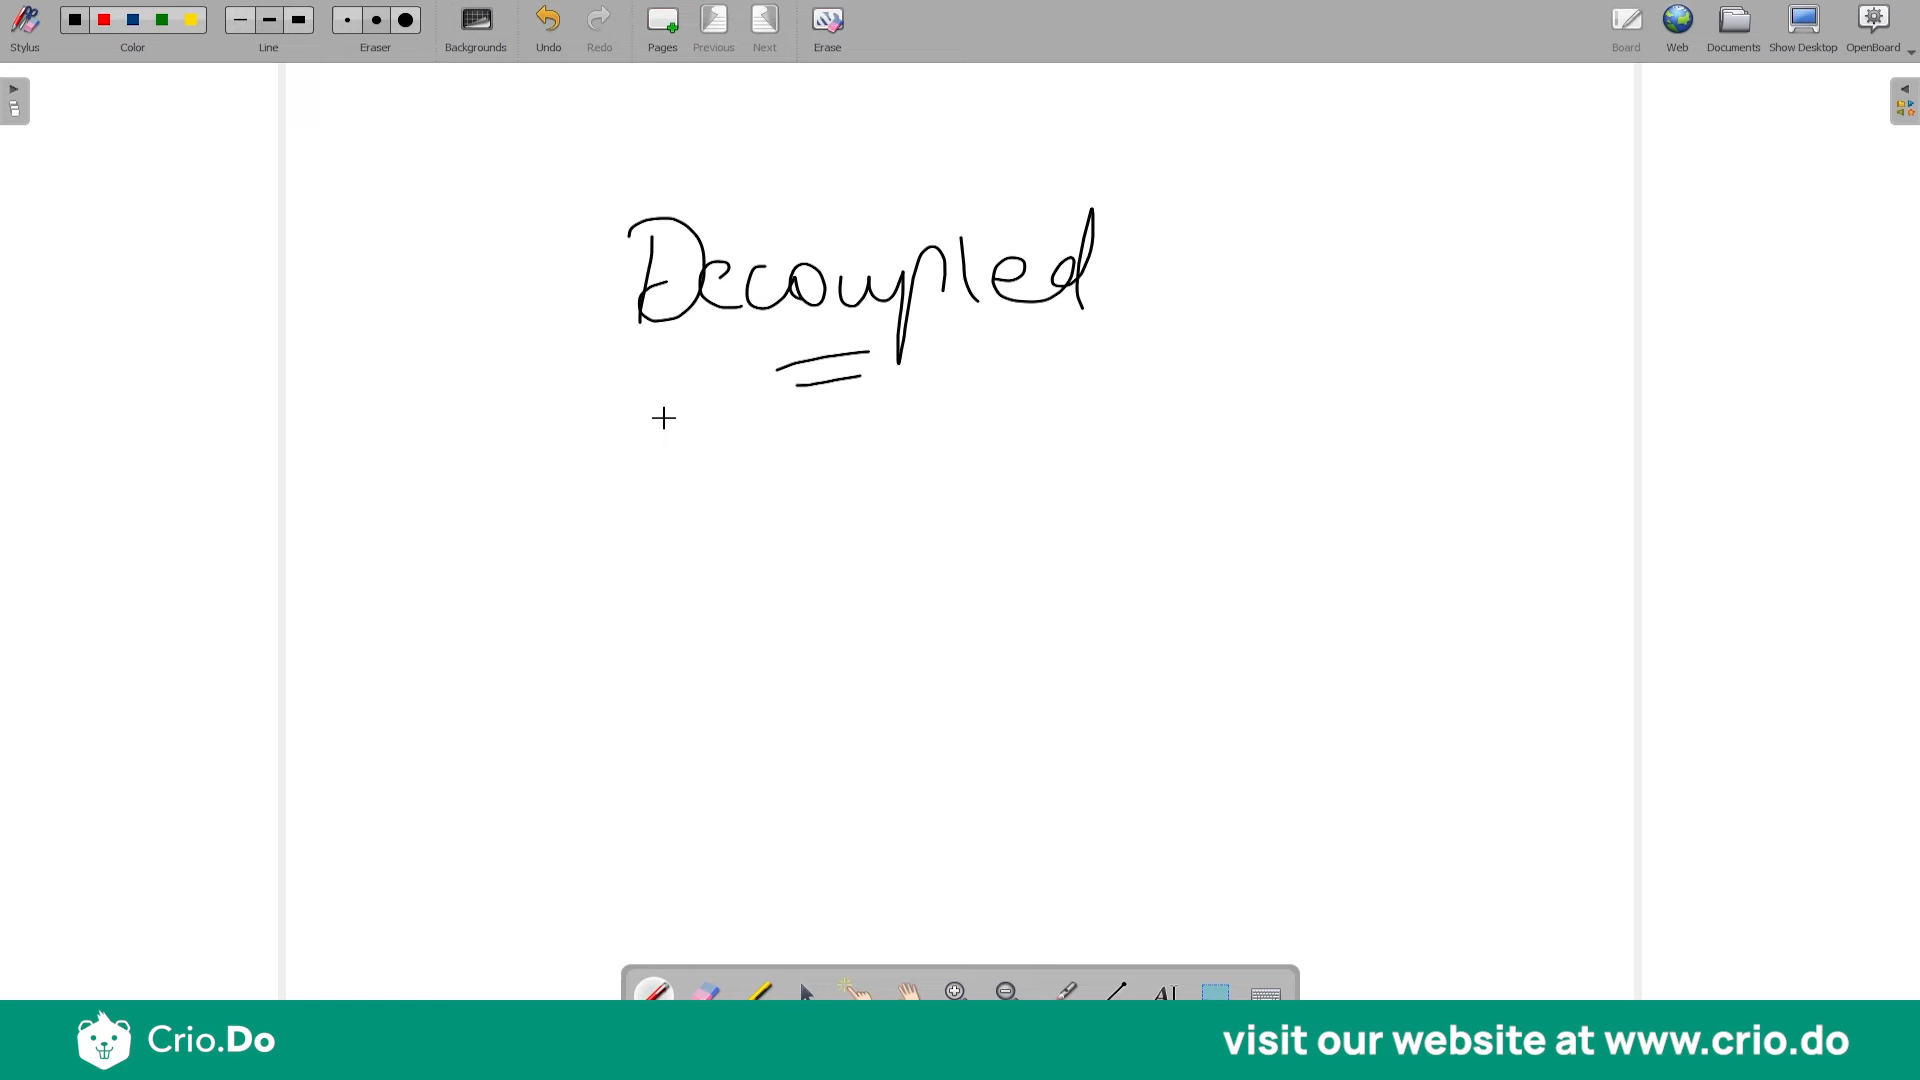 Stylus Color Line Eraser Backgrounds Undo Redo Pages Previous Next Erase Board Web Documents Show Desktop OpenBoard
Decoupled
Crio.Do visit our website at www.crio.do